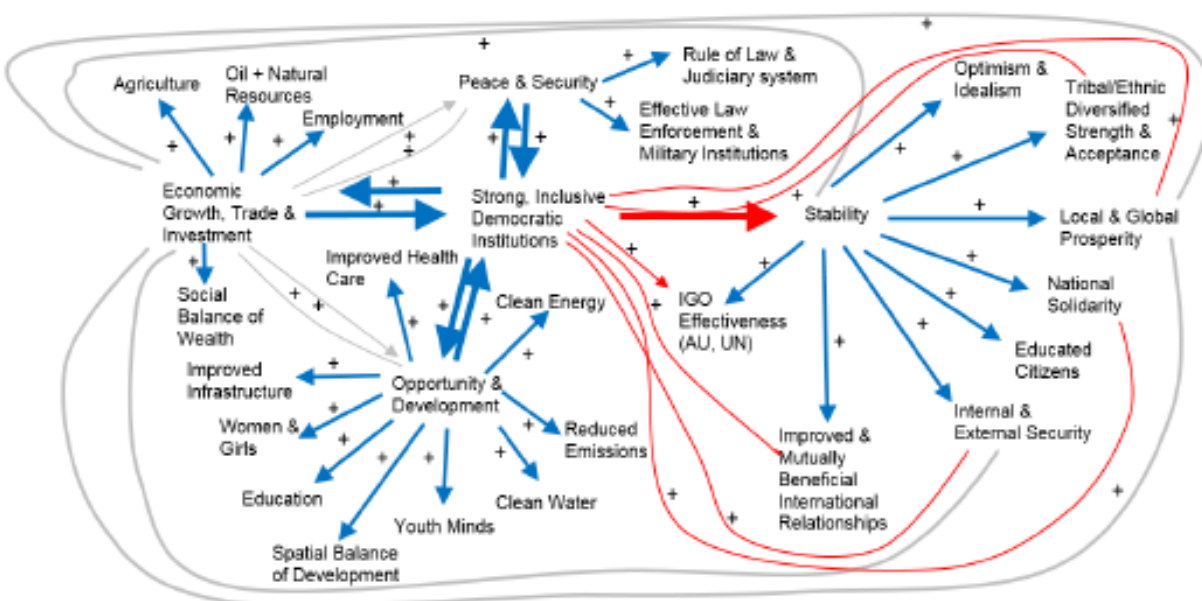 Agriculture
Oil + Natural
Resources
Employment
Peace & Security
Rule of Law &
Judiciary system
Effective Law
Enforcement &
Military Institutions
Optimism &
Idealism
Tribal/Ethnic
Diversified
Strength &
Acceptance
Economic
Growth, Trade &
Investment
Strong, Inclusive
Democratic
Institutions
Stability
Local & Global
Prosperity
Social
Balance of
Wealth
Improved Health
Care
Clean Energy
IGO
Effectiveness
(AU, UN)
National
Solidarity
Educated
Citizens
Improved
Infrastructure
Opportunity &
Development
Women &
Girls
Reduced
Emissions
Internal &
External Security
Improved &
Mutually
Beneficial
International
Relationships
Education
Clean Water
Youth Minds
Spatial Balance
of Development